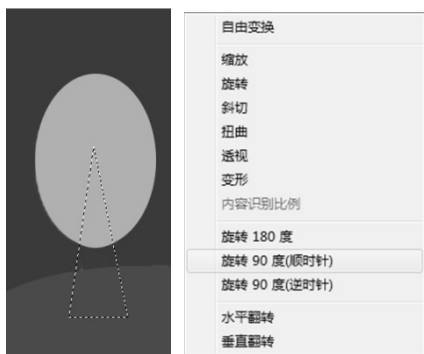 自由变换
缩放
旋转
斜切
扭曲
透视
变形
内容识别比例
旋转 180 度
旋转 90 度(顺时针)
旋转 90 度(逆时针)
水平翻转
垂直翻转